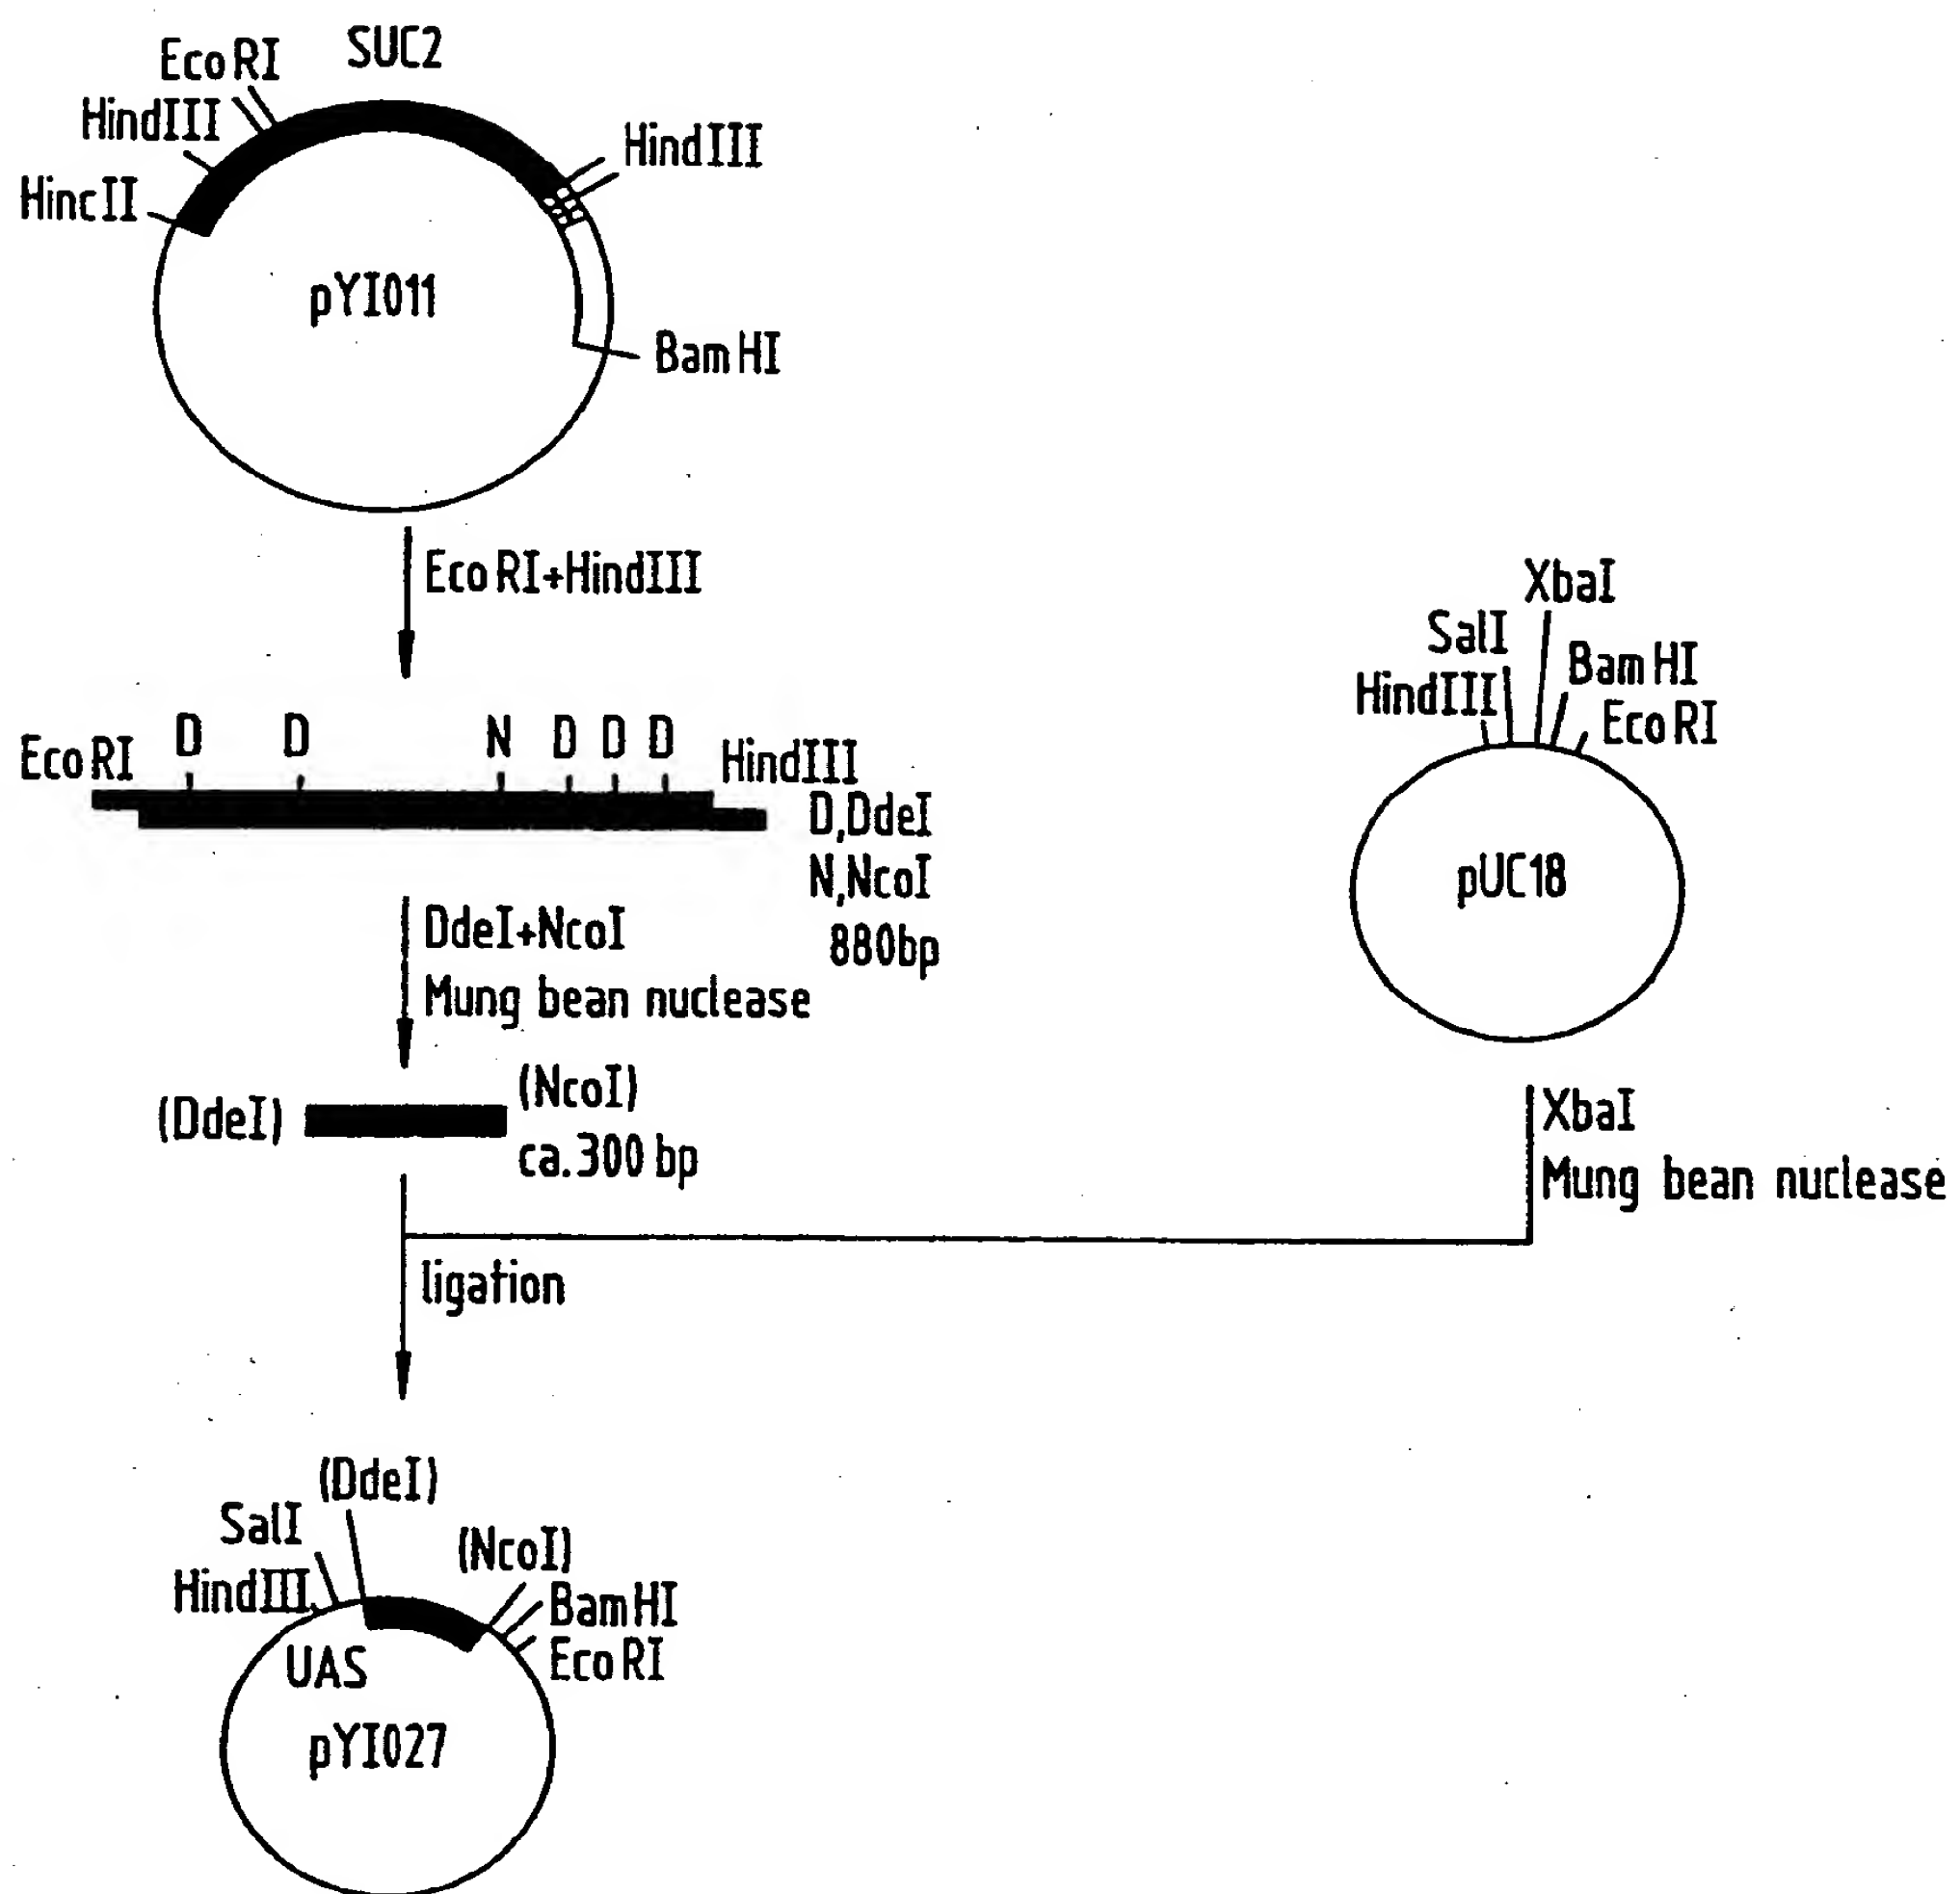 SUC2
EcoRI
HindIII
HindIII
HincII
pYI011
BamHI
EcoRI+HindIII
XbaI
SalI
BamHI
HindIII
EcoRI
pUC18
EcoRI
D
D
N
D
D
D
HindIII
D,DdeI
N,NcoI
880bp
DdeI+NcoI
Mung bean nuclease
(DdeI)
(NcoI)
ca.300 bp
XbaI
Mung bean nuclease
ligation
(DdeI)
SalI
(NcoI)
HindIII
BamHI
EcoRI
UAS
pYI027